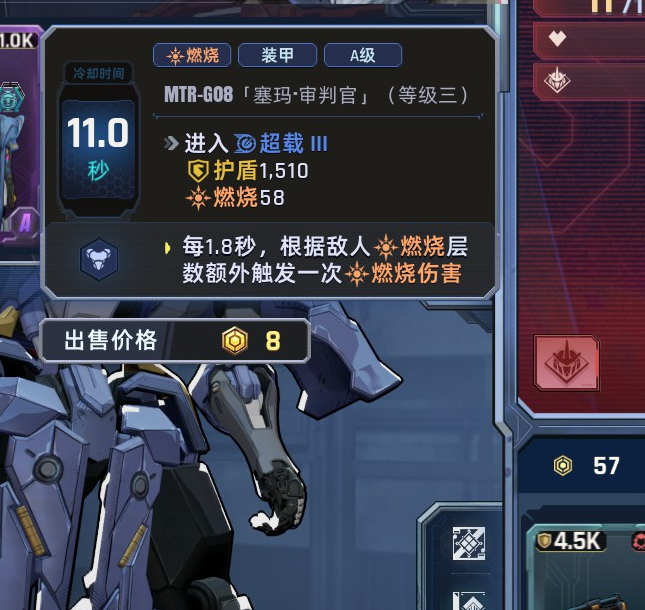 1.0K
燃烧
装甲
A级
冷却时间
MTR-G08「塞玛·审判官」（等级三）
11.0
秒
进入超载 III
护盾1,510
燃烧58
A
每1.8秒，根据敌人燃烧层
数额外触发一次燃烧伤害
出售价格 8
57
4.5K